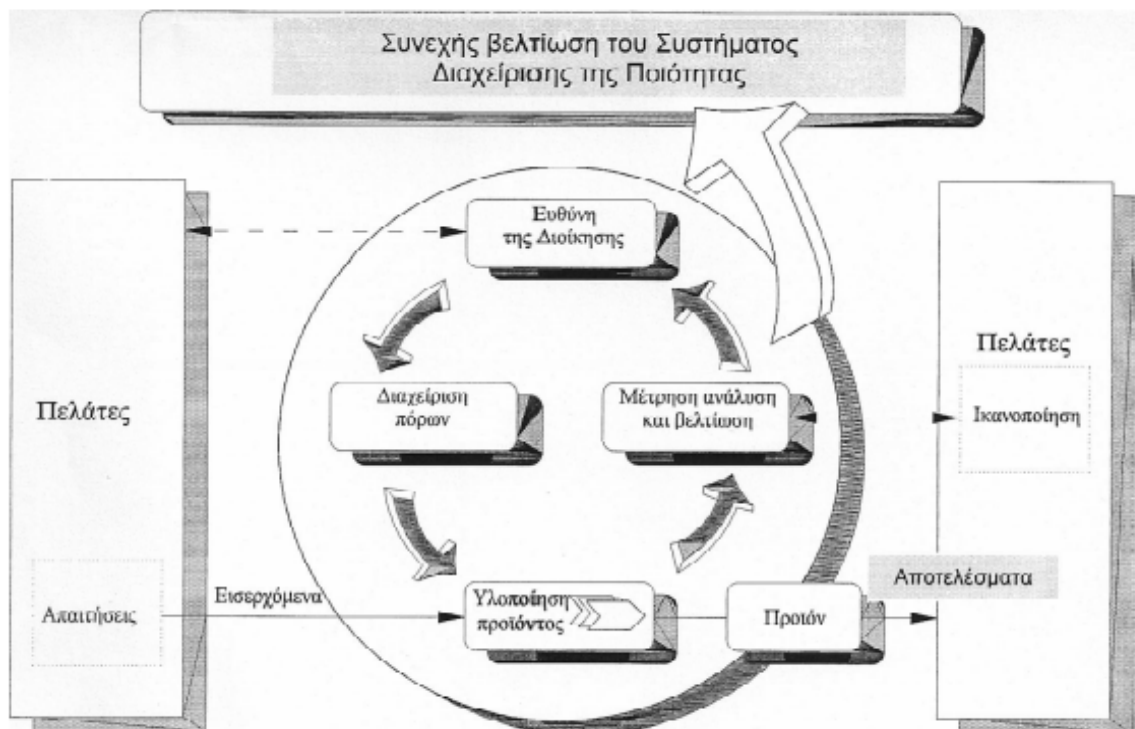 Συνεχής βελτίωση του Συστήματος
Διαχείρισης της Ποιότητας
Ευθύνη
της Διοίκησης
Πελάτες
Διαχείριση
πόρων
Μέτρηση ανάλυση
και βελτίωση
Πελάτες
Ικανοποίηση
Απαιτήσεις
Εισερχόμενα
Υλοποίηση
προϊόντος
Προϊόν
Αποτελέσματα